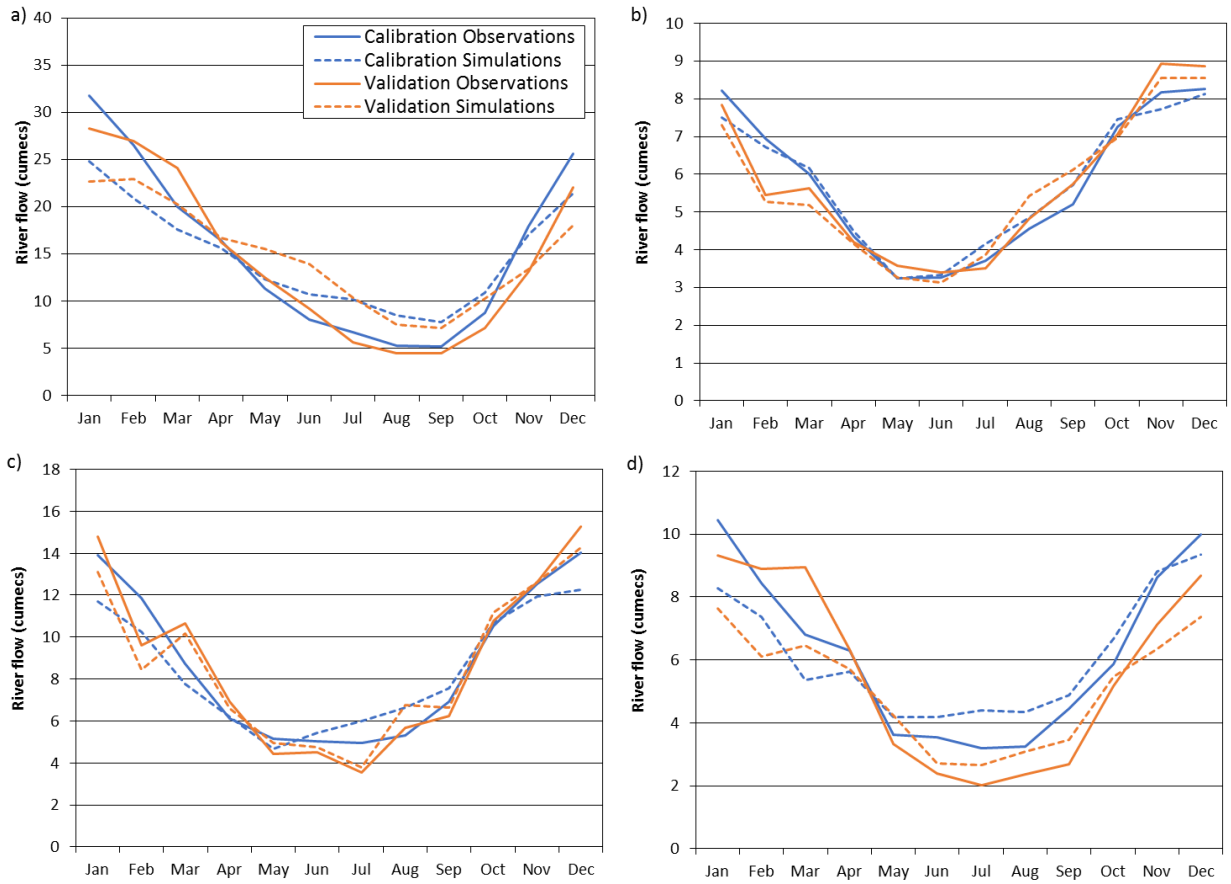 a)
40
35
30
25
20
15
10
5
0
River flow (cumecs)
Calibration Observations
Calibration Simulations
Validation Observations
Validation Simulations
Jan Feb Mar Apr May Jun Jul Aug Sep Oct Nov Dec
b)
10
9
8
7
6
5
4
3
2
1
0
River flow (cumecs)
Jan Feb Mar Apr May Jun Jul Aug Sep Oct Nov Dec
c)
18
16
14
12
10
8
6
4
2
0
River flow (cumecs)
Jan Feb Mar Apr May Jun Jul Aug Sep Oct Nov Dec
d)
12
10
8
6
4
2
0
River flow (cumecs)
Jan Feb Mar Apr May Jun Jul Aug Sep Oct Nov Dec